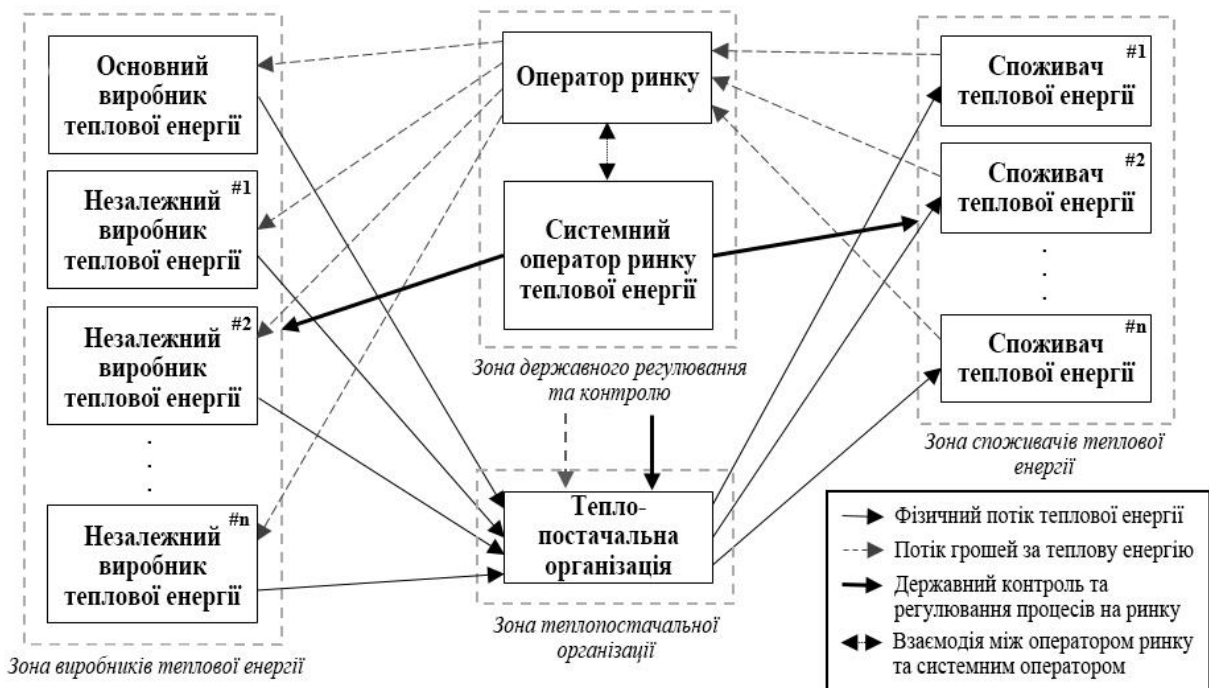 Основний
виробник
теплової енергії
#1
Незалежний
виробник
теплової енергії
#2
Незалежний
виробник
теплової енергії
#n
Незалежний
виробник
теплової енергії
Зона виробників теплової енергії
Оператор ринку
Системний
оператор ринку
теплової енергії
Зона державного регулювання
та контролю
Тепло-
постачальна
організація
Зона теплопостачальної
організації
#1
Споживач
теплової енергії
#2
Споживач
теплової енергії
#n
Споживач
теплової енергії
Зона споживачів теплової
енергії
Фізичний потік теплової енергії
Потік грошей за теплову енергію
Державний контроль та
регулювання процесів на ринку
Взаємодія між оператором ринку
та системним оператором